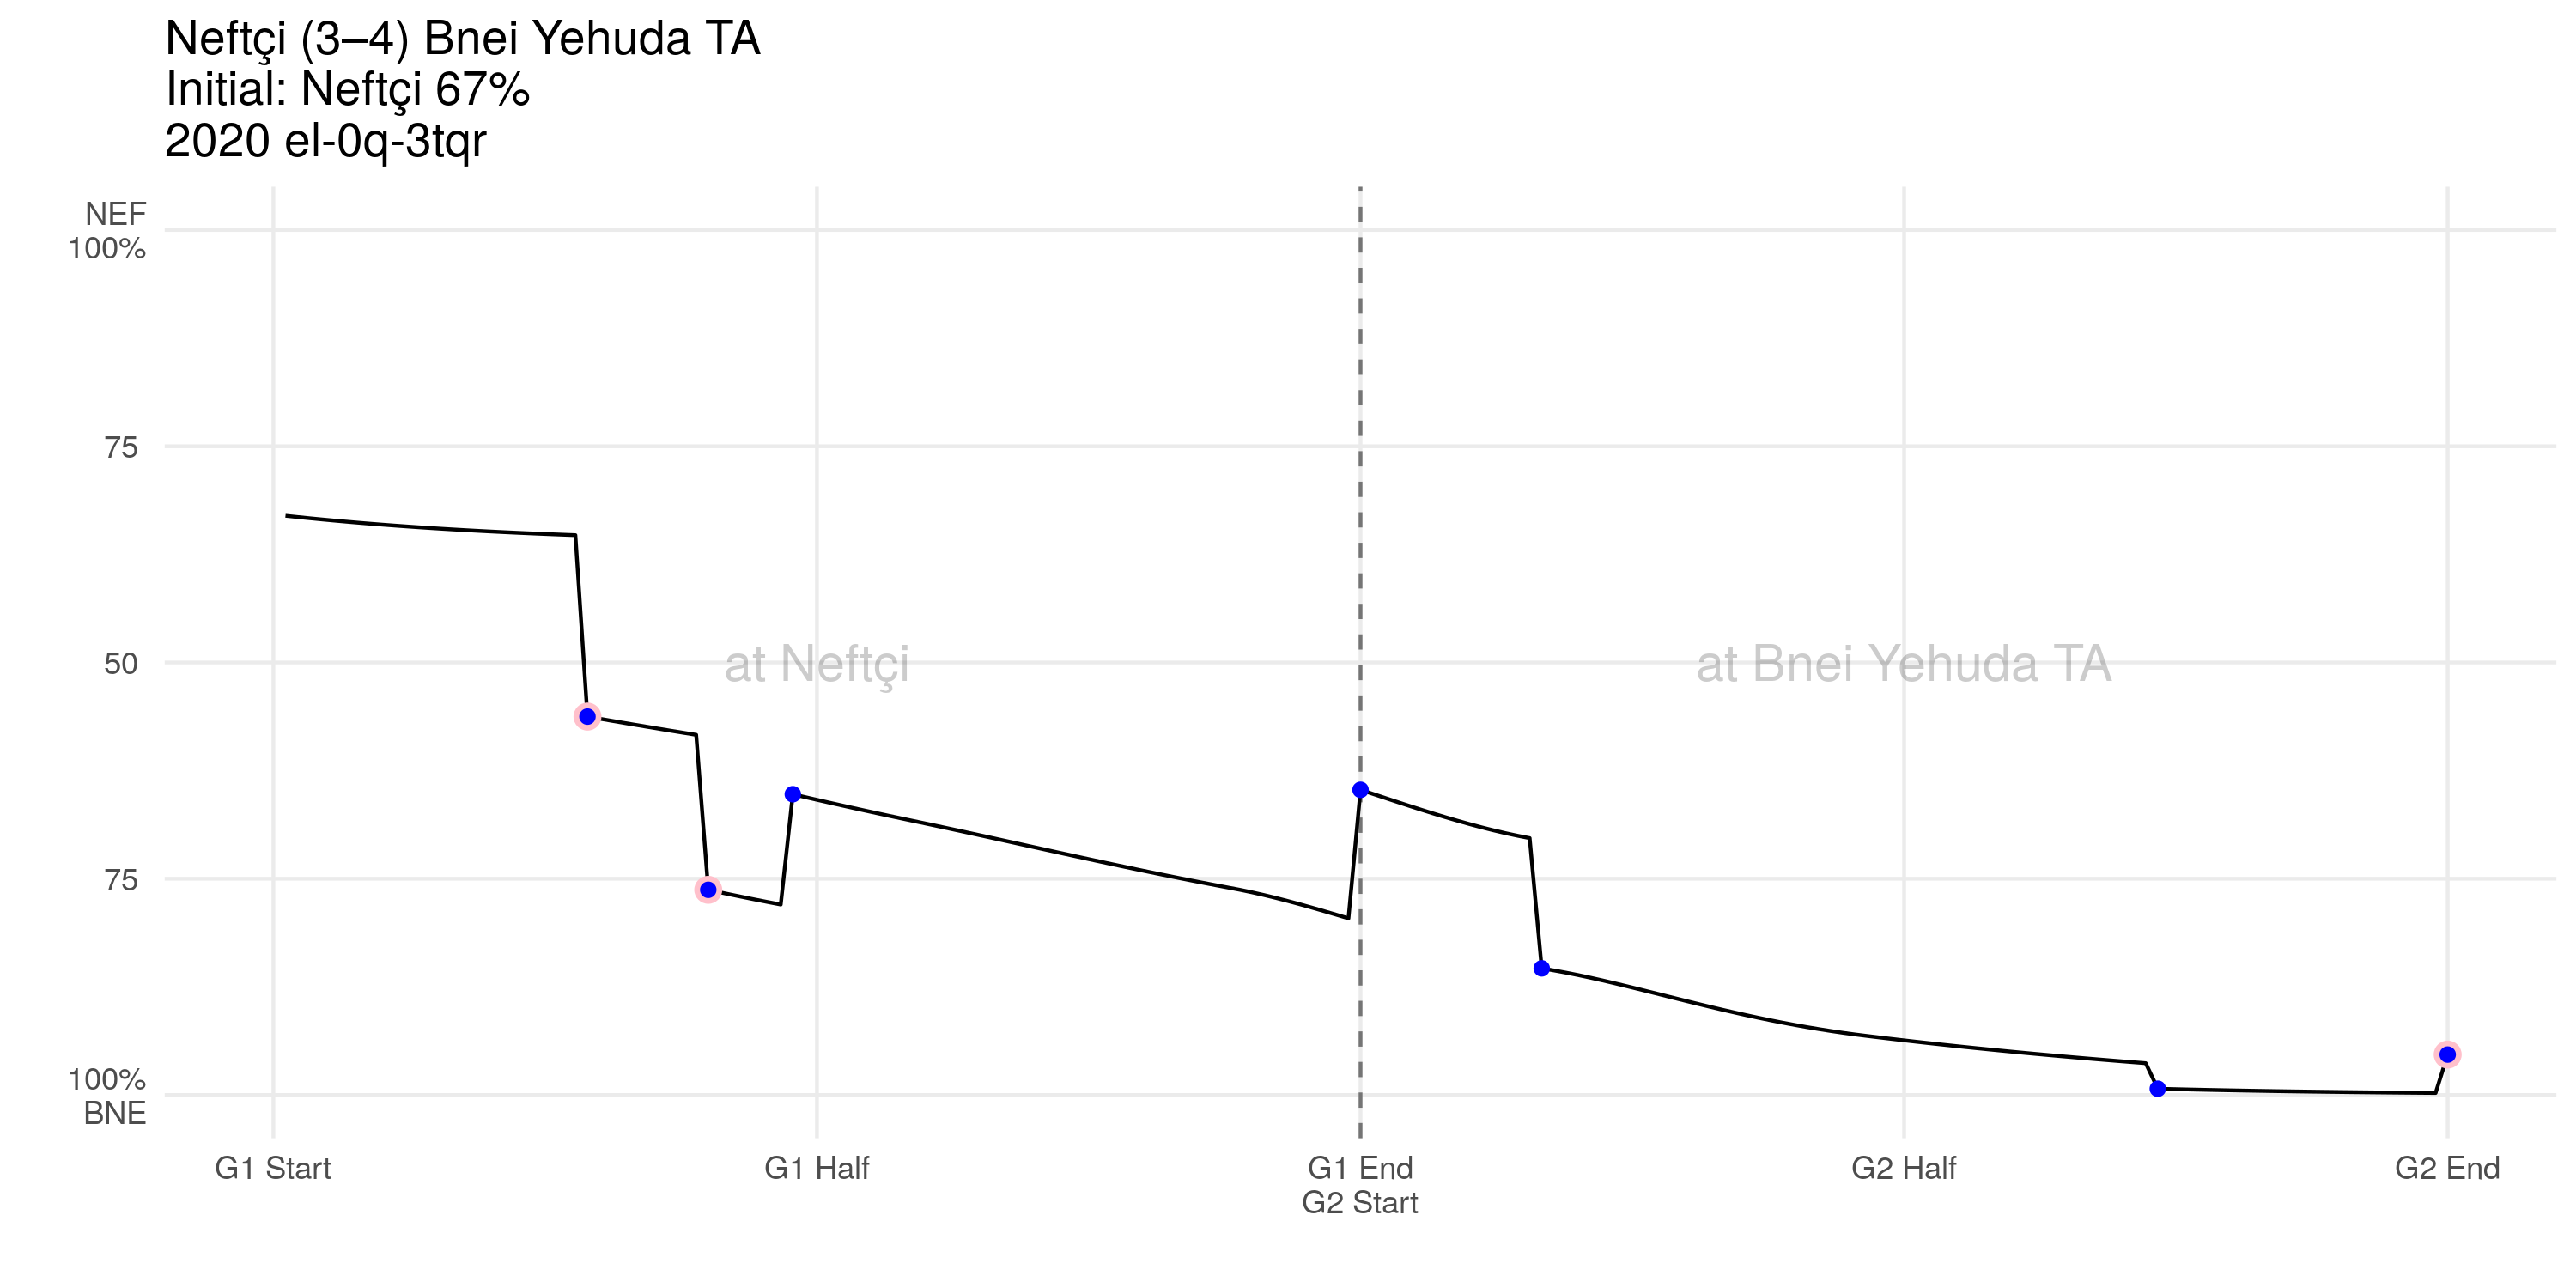 Neftçi (3–4) Bnei Yehuda TA
Initial: Neftçi 67%
2020 el-0q-3tqr
NEF
100%
75
50
75
100%
BNE
at Neftçi
at Bnei Yehuda TA
G1 Start
G1 Half
G1 End
G2 Start
G2 Half
G2 End